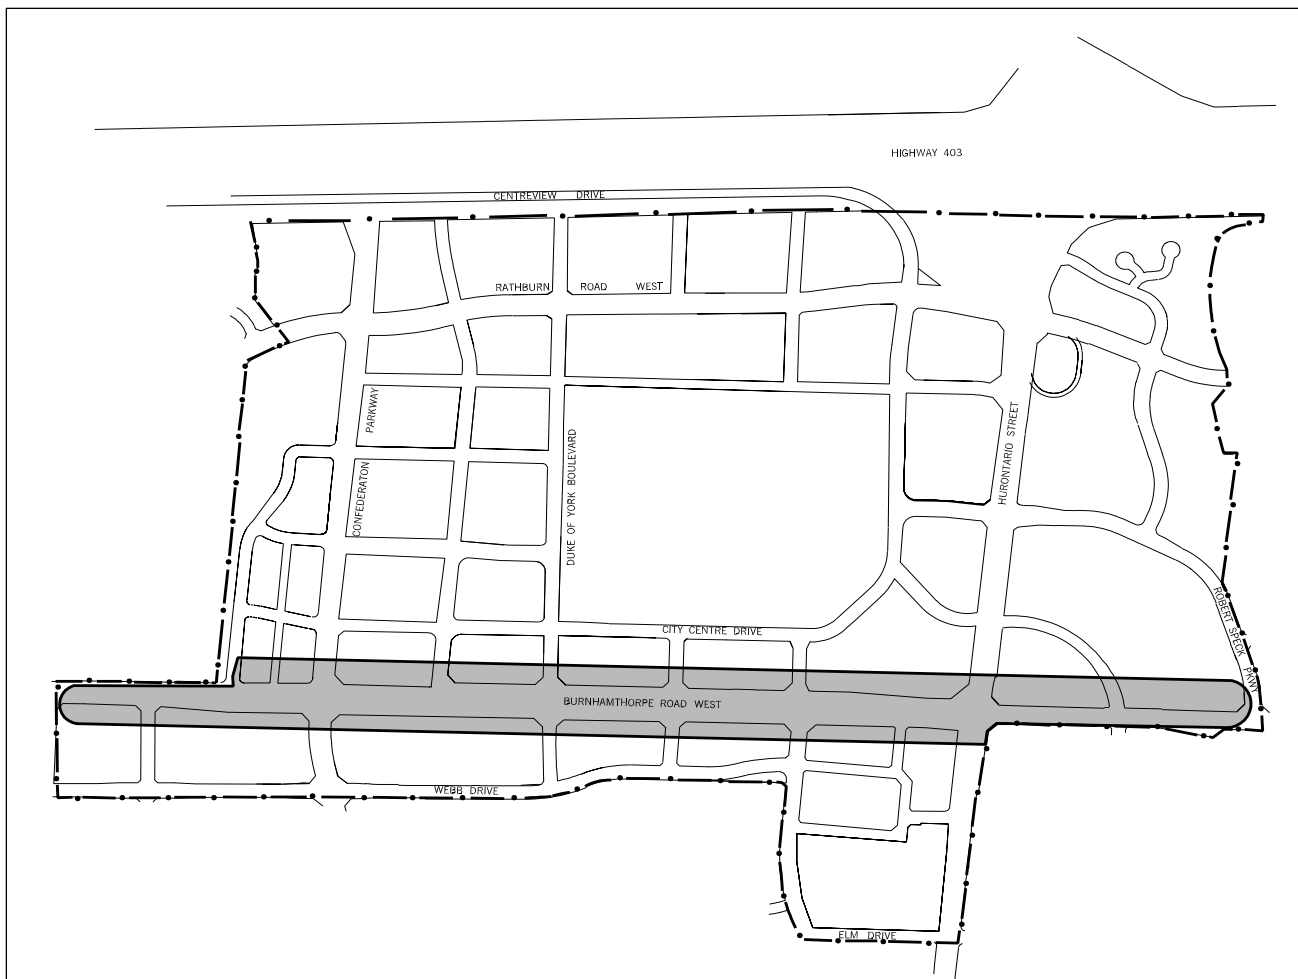 HIGHWAY 403
CENTREVIEW DRIVE
RATHBURN ROAD WEST
CONFEDERATON PARKWAY
DUKE OF YORK BOULEVARD
HURONTARIO STREET
ROBERT SPECK PKWY
CITY CENTRE DRIVE
BURNHAMTHORPE ROAD WEST
WEBB DRIVE
ELM DRIVE